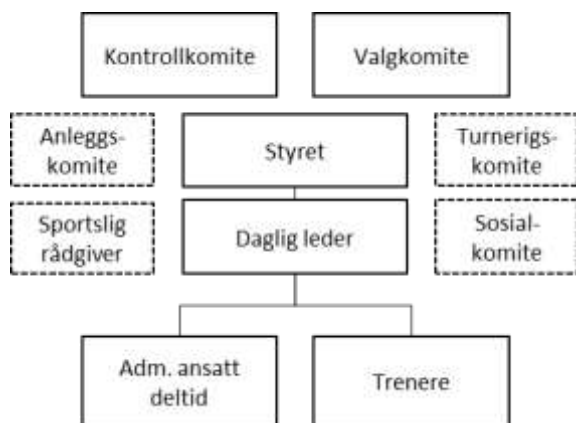 Kontrollkomite
Valgkomite
Anleggs-
komite
Styret
Turnerigs-
komite
Sportslig
rådgiver
Daglig leder
Sosial-
komite
Adm. ansatt
deltid
Trenere